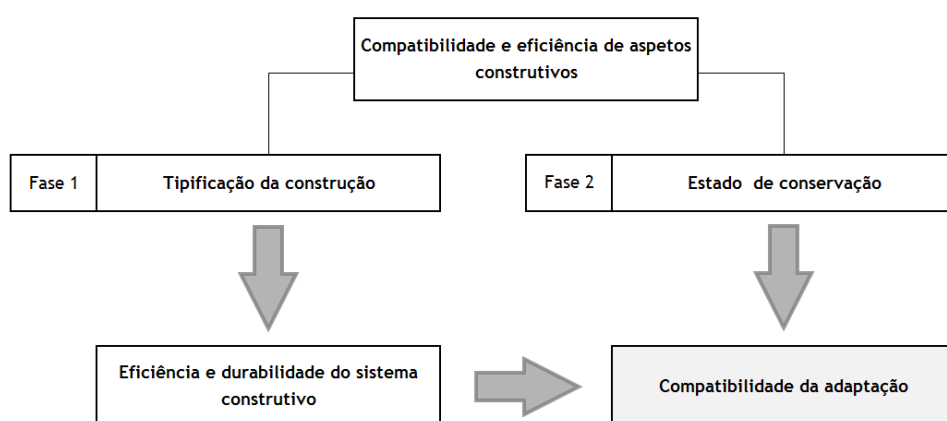 Compatibilidade e eficiência de aspetos
construtivos
Fase 1
Tipificação da construção
Fase 2
Estado de conservação
Eficiência e durabilidade do sistema
construtivo
Compatibilidade da adaptação